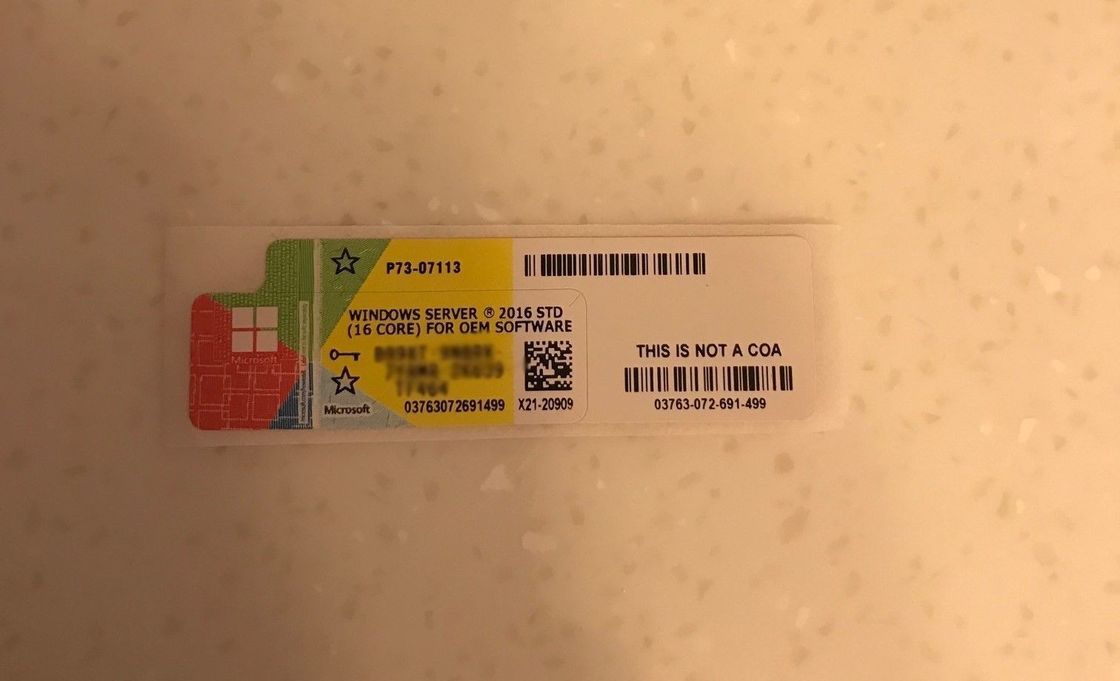 P73-07113
WINDOWS SERVER ® 2016 STD
(16 CORE) FOR OEM SOFTWARE
Microsoft
Microsoft
03763072691499
X21-20909
THIS IS NOT A COA
03763-072-691-499